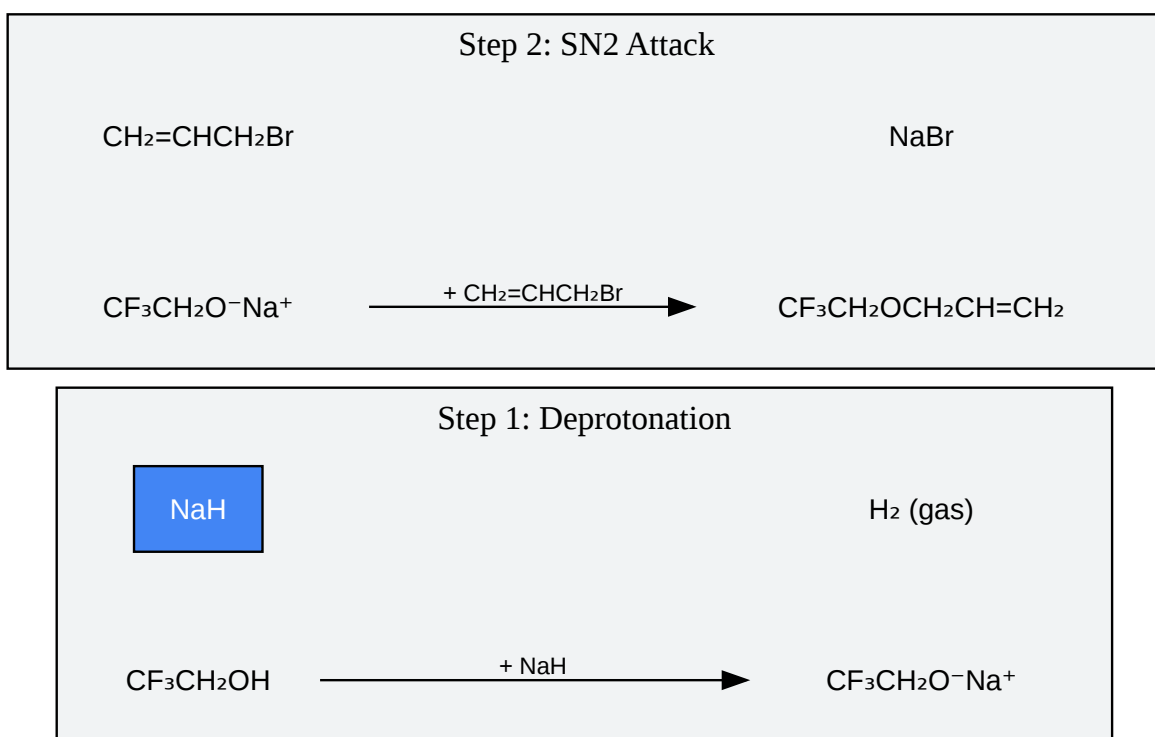 Step 2: SN2 Attack
CH₂=CHCH₂Br
NaBr
CF₃CH₂O⁻Na⁺
+ CH₂=CHCH₂Br
CF₃CH₂OCH₂CH=CH₂
Step 1: Deprotonation
NaH
H₂ (gas)
CF₃CH₂OH
+ NaH
CF₃CH₂O⁻Na⁺